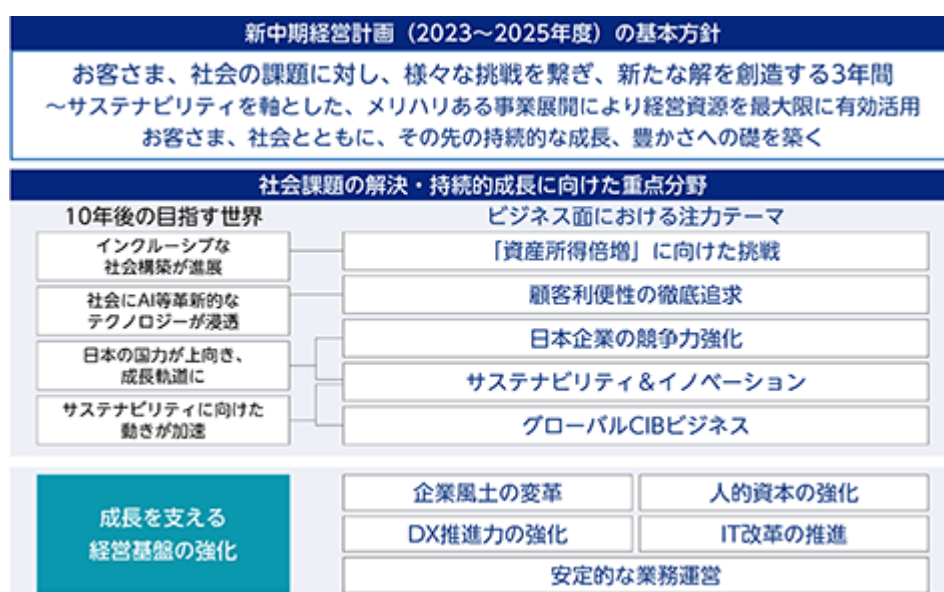 新中期経営計画（2023～2025年度）の基本方針
お客さま、社会の課題に対し、様々な挑戦を繋ぎ、新たな解を創造する3年間
～サステナビリティを軸とした、メリハリある事業展開により経営資源を最大限に有効活用
お客さま、社会とともに、その先の持続的な成長、豊かさへの礎を築く
社会課題の解決・持続的成長に向けた重点分野
10年後の目指す世界
ビジネス面における注力テーマ
インクルーシブな
社会構築が進展
「資産所得倍増」に向けた挑戦
社会にAI等革新的な
テクノロジーが浸透
顧客利便性の徹底追求
日本の国力が上向き、
成長軌道に
日本企業の競争力強化
サステナビリティ＆イノベーション
サステナビリティに向けた
動きが加速
グローバルCIBビジネス
成長を支える
経営基盤の強化
企業風土の変革
人的資本の強化
DX推進力の強化
IT改革の推進
安定的な業務運営